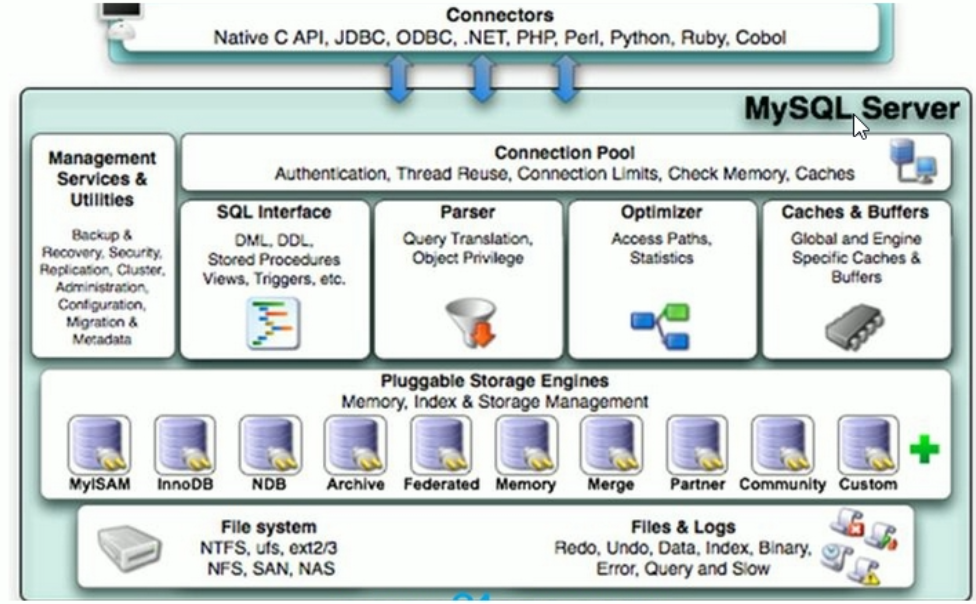 Connectors
Native C API, JDBC, ODBC, .NET, PHP, Perl, Python, Ruby, Cobol
MySQL Server
Management
Services &
Utilities
Backup &
Recovery, Security,
Replication, Cluster,
Administration,
Configuration,
Migration &
Metadata
Connection Pool
Authentication, Thread Reuse, Connection Limits, Check Memory, Caches
SQL Interface
DML, DDL,
Stored Procedures
Views, Triggers, etc.
Parser
Query Translation,
Object Privilege
Optimizer
Access Paths,
Statistics
Caches & Buffers
Global and Engine
Specific Caches &
Buffers
Pluggable Storage Engines
Memory, Index & Storage Management
MyISAM
InnoDB
NDB
Archive
Federated
Memory
Merge
Partner
Community
Custom
File system
NTFS, ufs, ext2/3
NFS, SAN, NAS
Files & Logs
Redo, Undo, Data, Index, Binary,
Error, Query and Slow